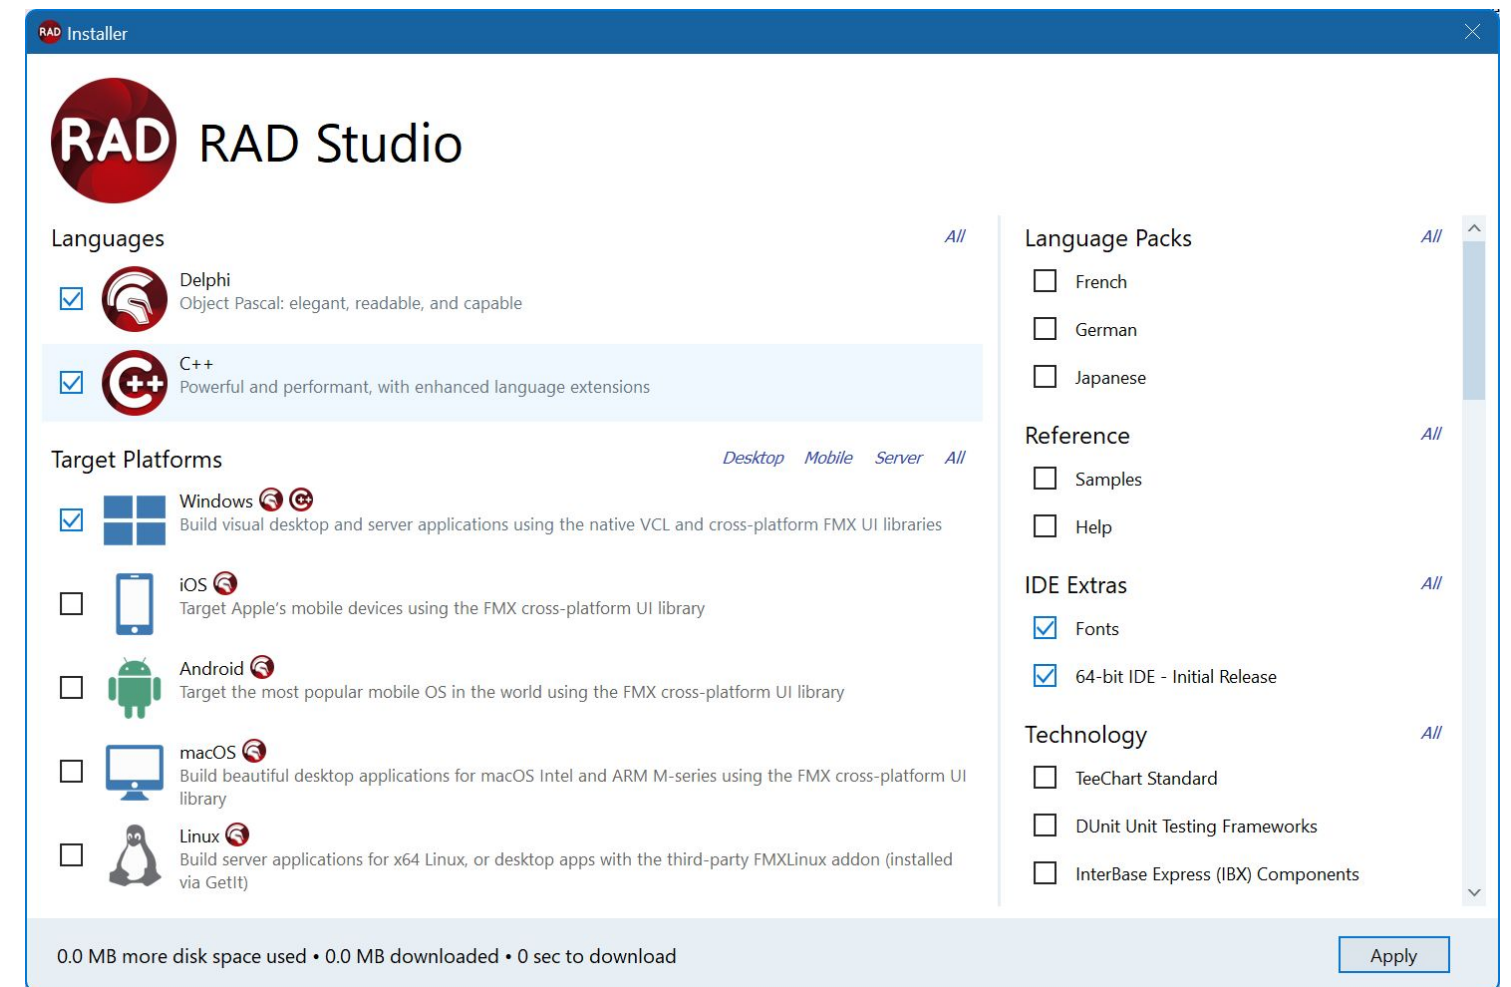 RAD Installer
RAD RAD Studio
Languages All
Delphi
Object Pascal: elegant, readable, and capable
C++ C++
Powerful and performant, with enhanced language extensions
Target Platforms Desktop Mobile Server All
Windows C++
Build visual desktop and server applications using the native VCL and cross-platform FMX UI libraries
iOS
Target Apple's mobile devices using the FMX cross-platform UI library
Android
Target the most popular mobile OS in the world using the FMX cross-platform UI library
macOS
Build beautiful desktop applications for macOS Intel and ARM M-series using the FMX cross-platform UI
library
Linux
Build server applications for x64 Linux, or desktop apps with the third-party FMXLinux addon (installed
via GetIt)
Language Packs All
French
German
Japanese
Reference All
Samples
Help
IDE Extras All
Fonts
64-bit IDE - Initial Release
Technology All
TeeChart Standard
DUnit Unit Testing Frameworks
InterBase Express (IBX) Components
0.0 MB more disk space used • 0.0 MB downloaded • 0 sec to download
Apply